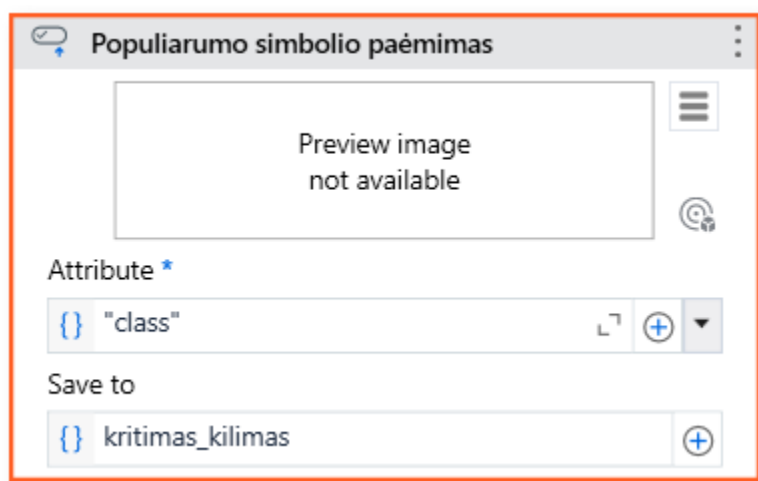 Populiarumo simbolio paėmimas
Preview image
not available
Attribute *
{} "class"
Save to
{} kritimas_kilimas